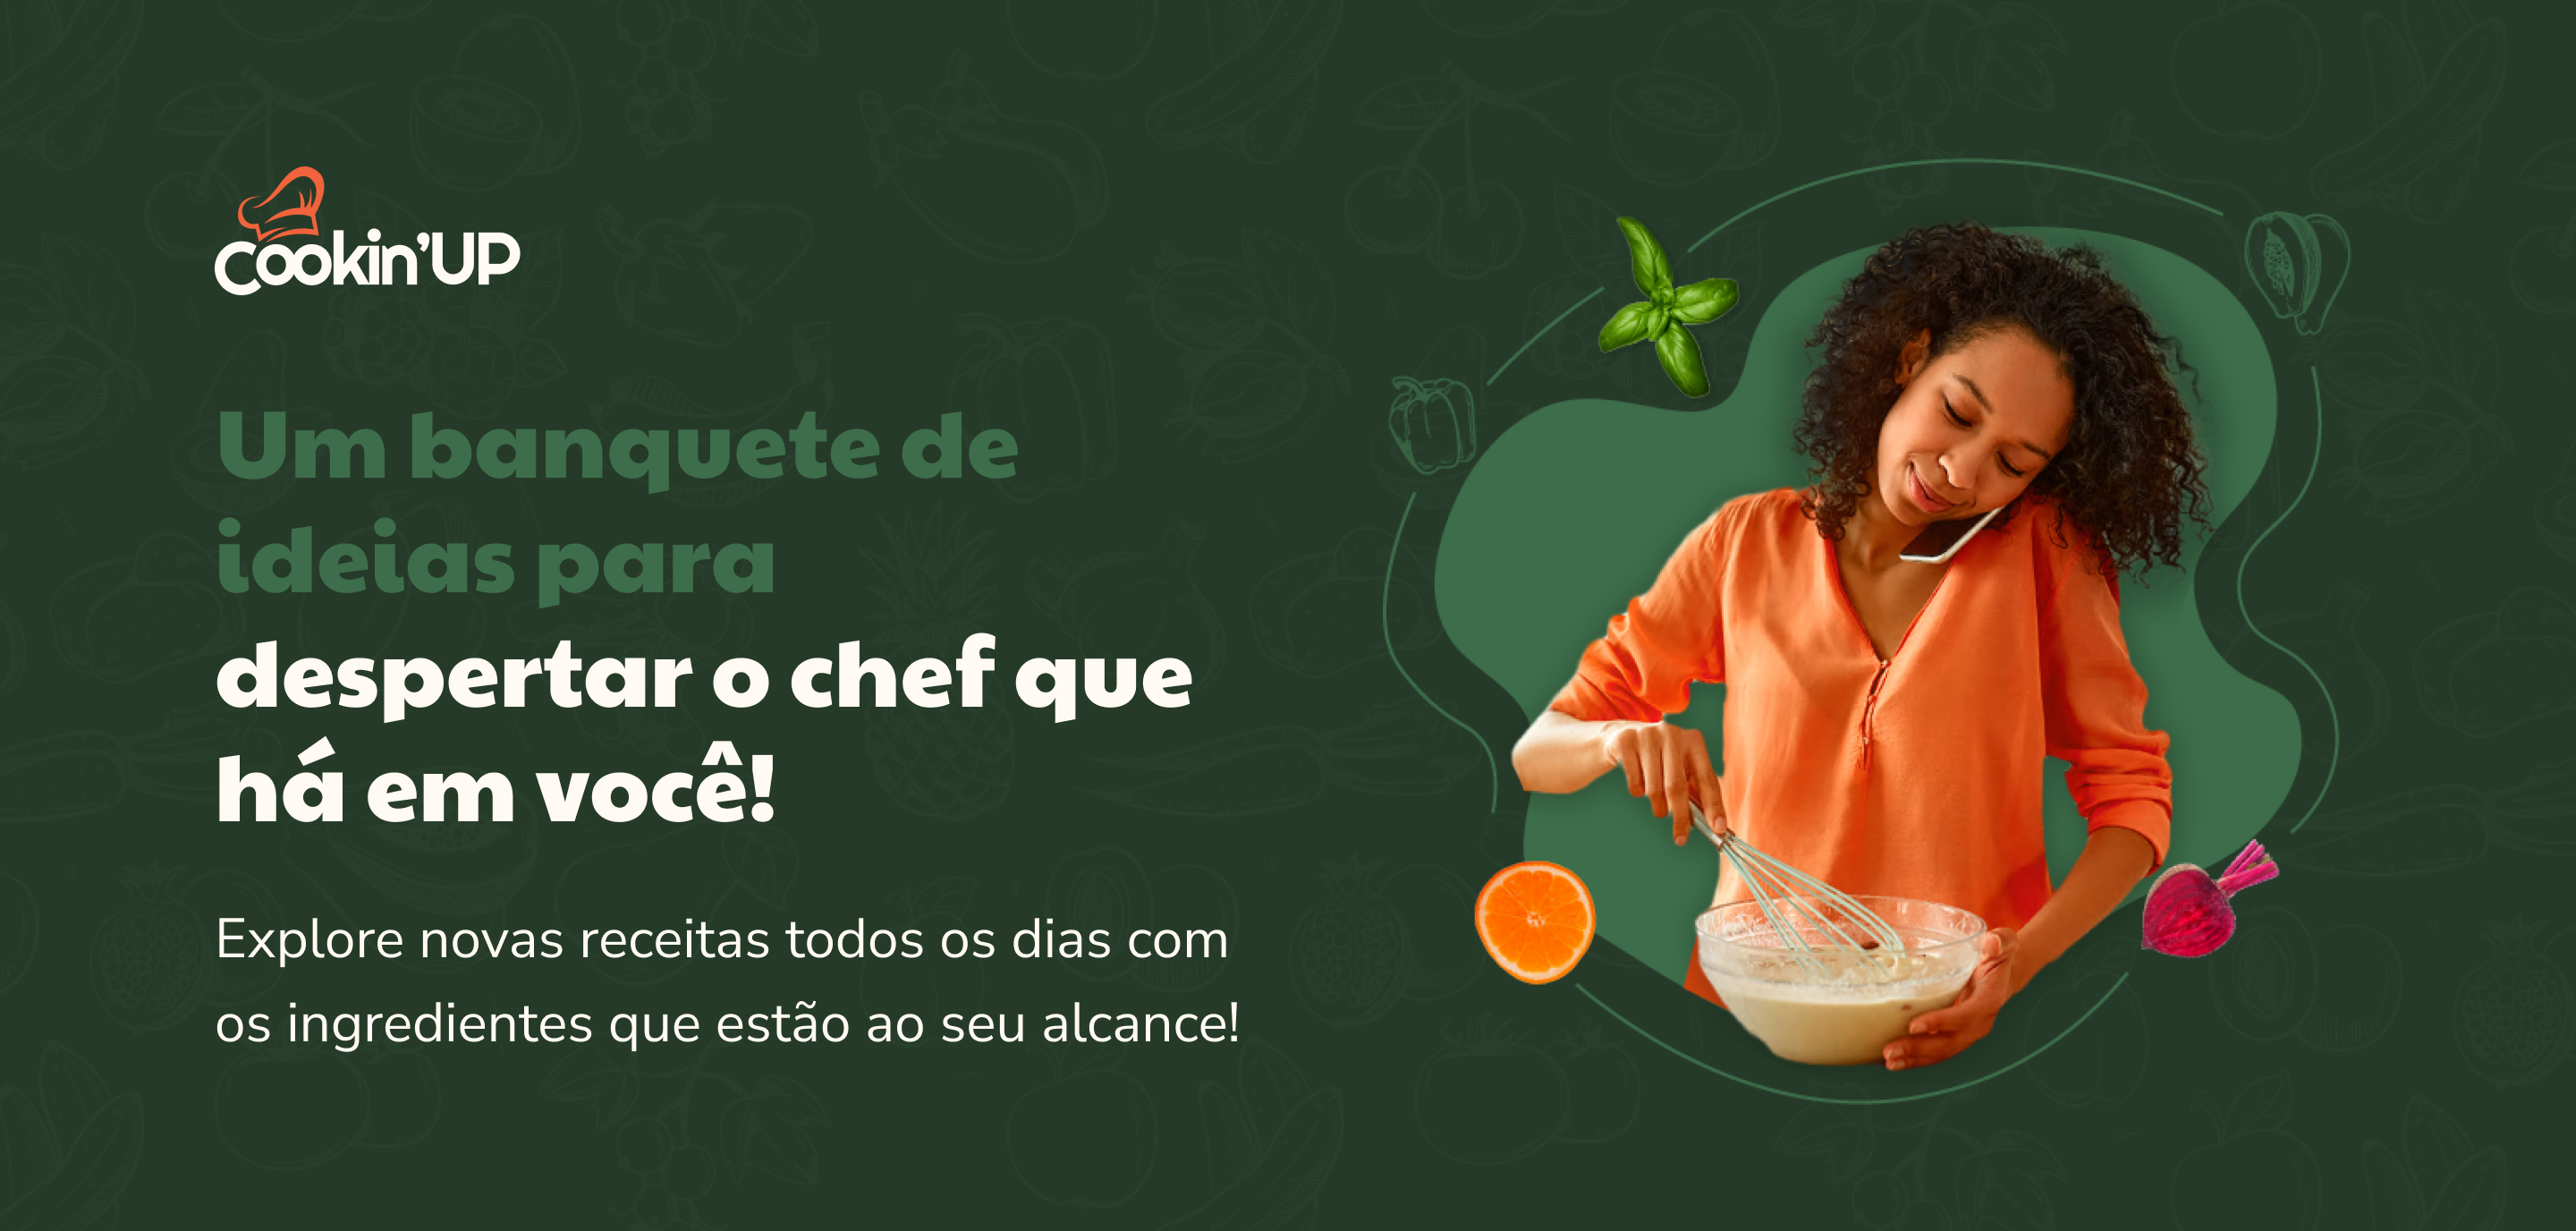 Cookin'UP
Um banquete de
ideias para
despertar o chef que
há em você!
Explore novas receitas todos os dias com
os ingredientes que estão ao seu alcance!